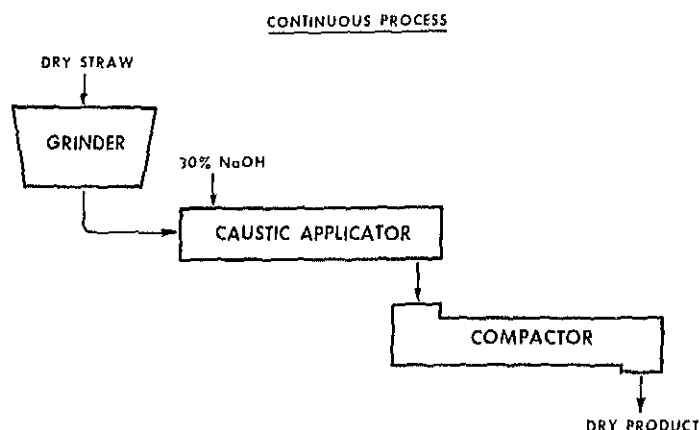 CONTINUOUS PROCESS
DRY STRAW
GRINDER
30% NaOH
CAUSTIC APPLICATOR
COMPACTOR
DRY PRODUCT